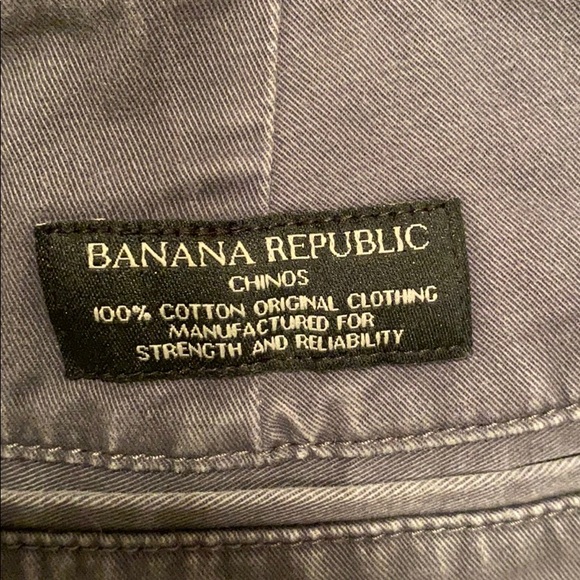 BANANA REPUBLIC
CHINOS
100% COTTON ORIGINAL CLOTHING
MANUFACTURED FOR
STRENGTH AND RELIABILITY